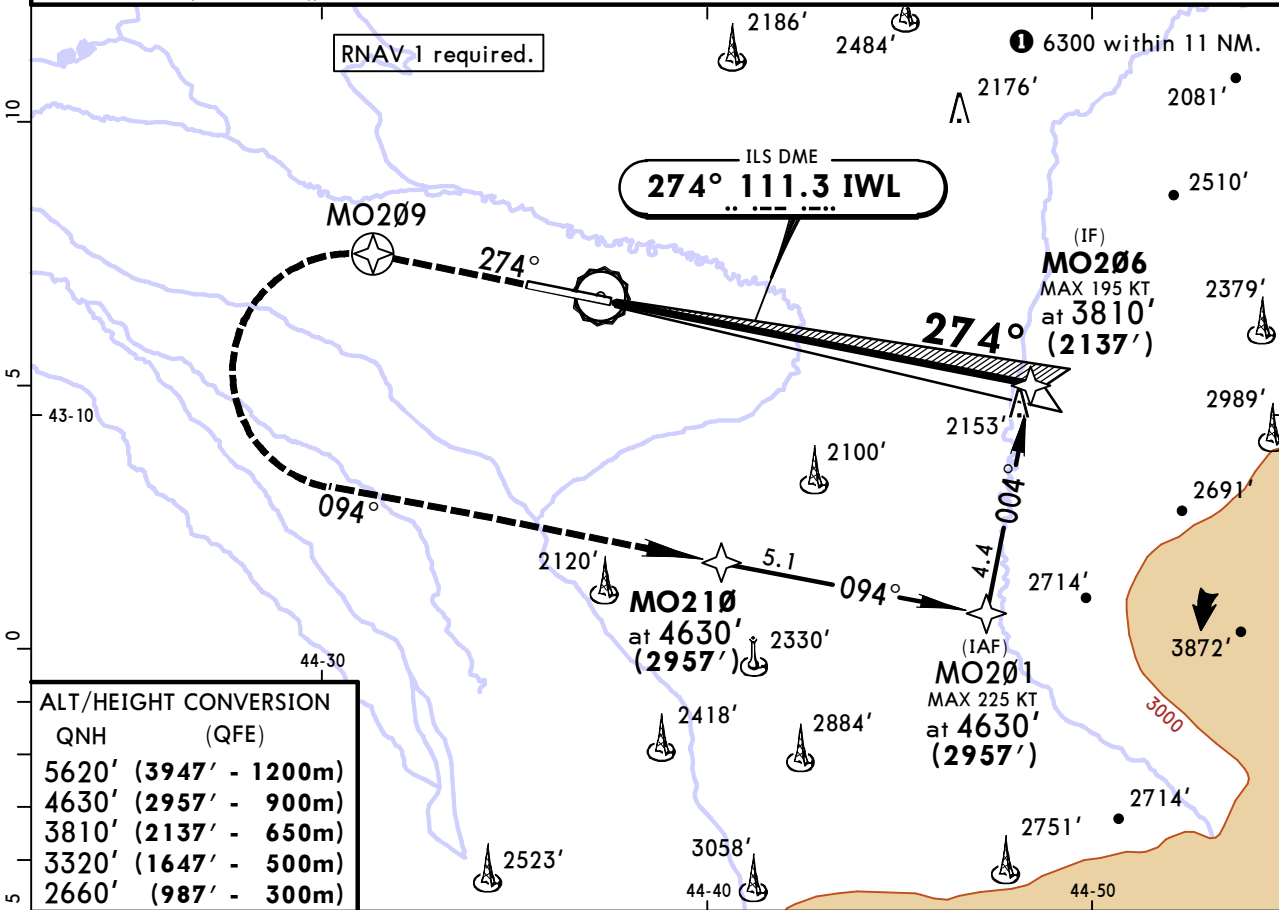 2186'
2484'
RNAV 1 required.
❶ 6300 within 11 NM.
2176'
2081'
10
ILS DME
274° 111.3 IWL
2510'
MO2Ø9
274°
(IF)
MO2Ø6
MAX 195 KT
at 3810'
(2137')
2379'
274°
5
43-10
2153'
2989'
2100'
004°
2691'
094°
2120'
5.1
094°
4.4
2714'
MO21Ø
at 4630'
(2957')
2330'
(IAF)
MO2Ø1
MAX 225 KT
at 4630'
(2957')
3872'
0
44-30
3000
ALT/HEIGHT CONVERSION
QNH (QFE)
5620' (3947' - 1200m)
4630' (2957' - 900m)
3810' (2137' - 650m)
3320' (1647' - 500m)
2660' (987' - 300m)
2418'
2884'
2714'
2751'
2523'
3058'
5
44-40
44-50